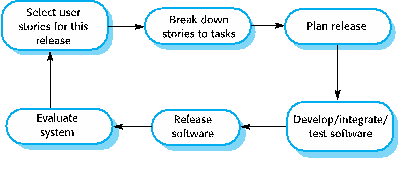 Select user
stories for this
release
Break down
stories to tasks
Plan release
Develop/integrate/
test software
Release
software
Evaluate
system